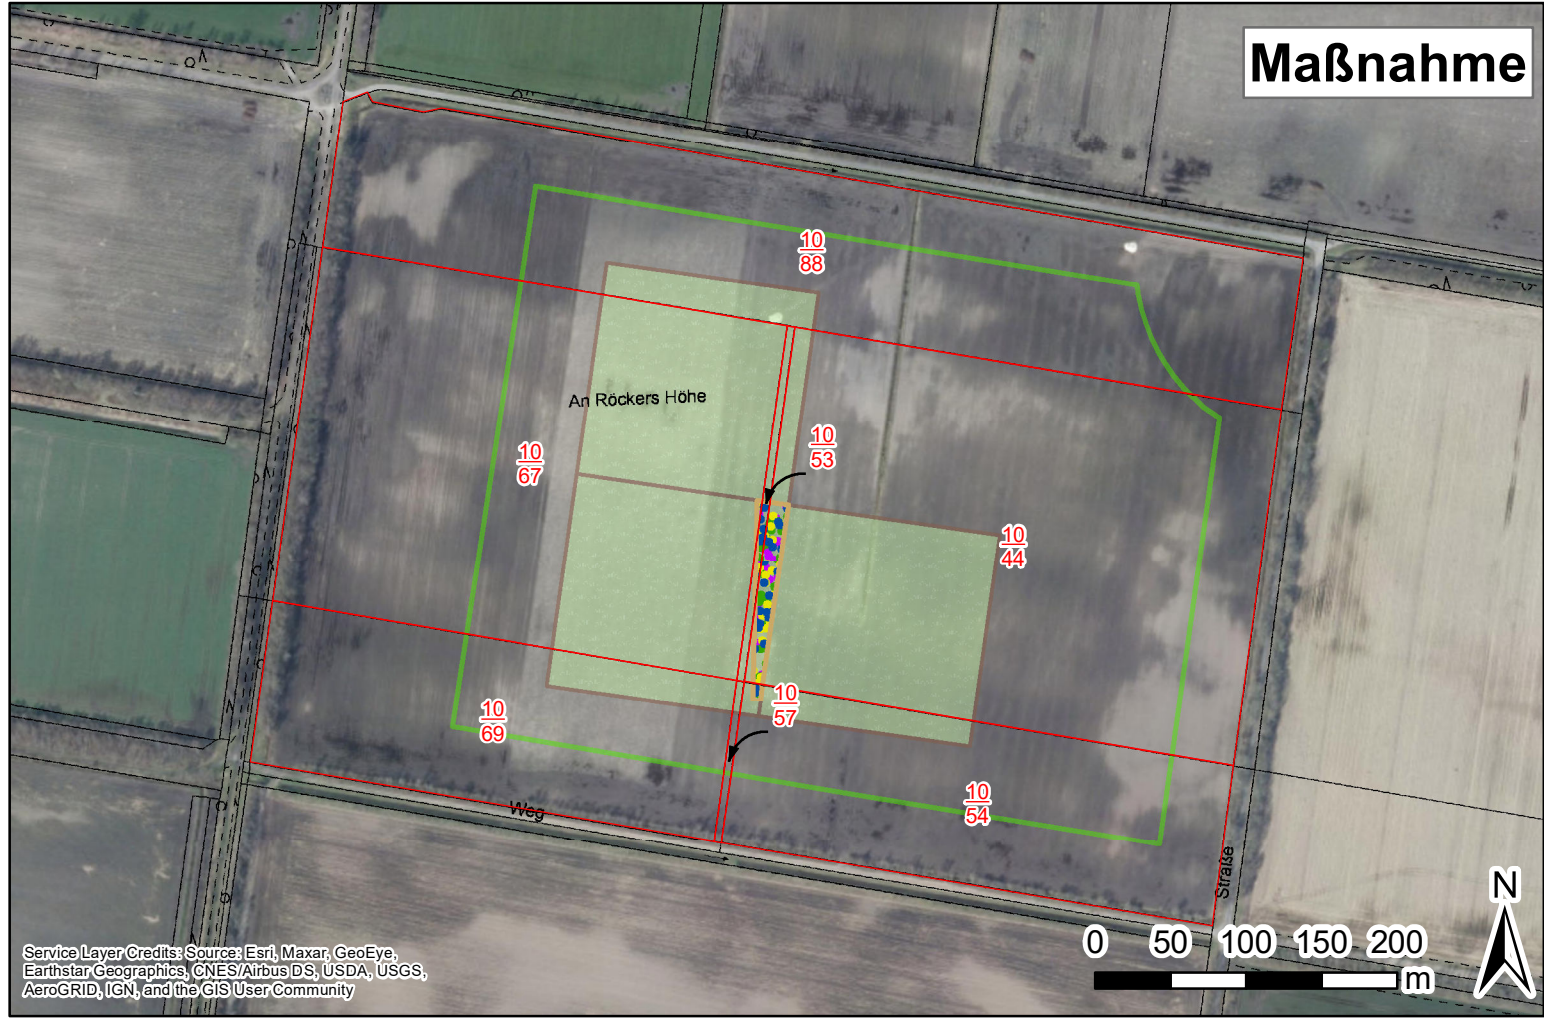 Maßnahme
10
88
An Röckers Höhe
10
53
10
67
10
44
10
57
10
69
10
54
Weg
Straße
N
0 50 100 150 200
m
Service Layer Credits: Source: Esri, Maxar, GeoEye,
Earthstar Geographics, CNES/Airbus DS, USDA, USGS,
AeroGRID, IGN, and the GIS User Community